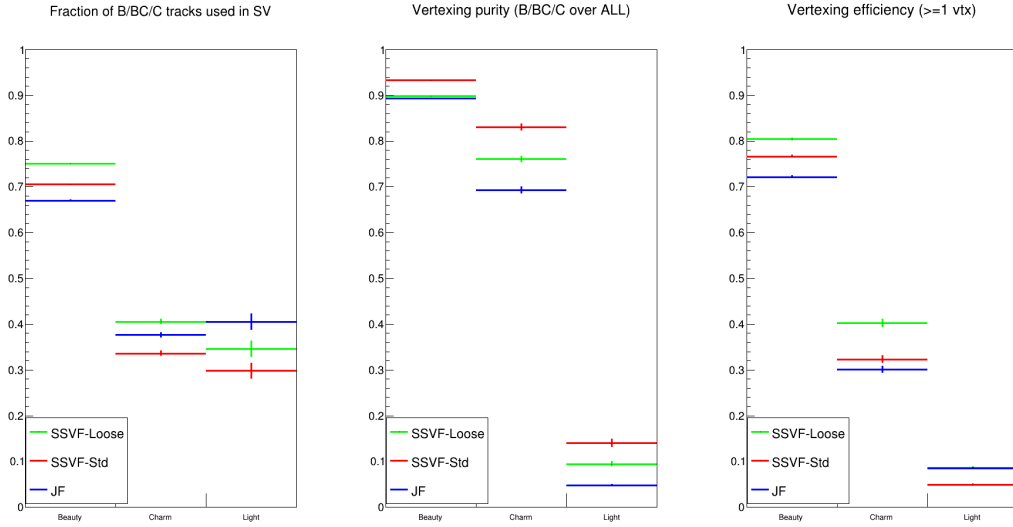 Fraction of B/BC/C tracks used in SV
1
0.9
0.8
0.7
0.6
0.5
0.4
0.3
0.2
0.1
0
SSVF-Loose
SSVF-Std
JF
Beauty Charm Light
Vertexing purity (B/BC/C over ALL)
1
0.9
0.8
0.7
0.6
0.5
0.4
0.3
0.2
0.1
0
SSVF-Loose
SSVF-Std
JF
Beauty Charm Light
Vertexing efficiency (>=1 vtx)
1
0.9
0.8
0.7
0.6
0.5
0.4
0.3
0.2
0.1
0
SSVF-Loose
SSVF-Std
JF
Beauty Charm Light